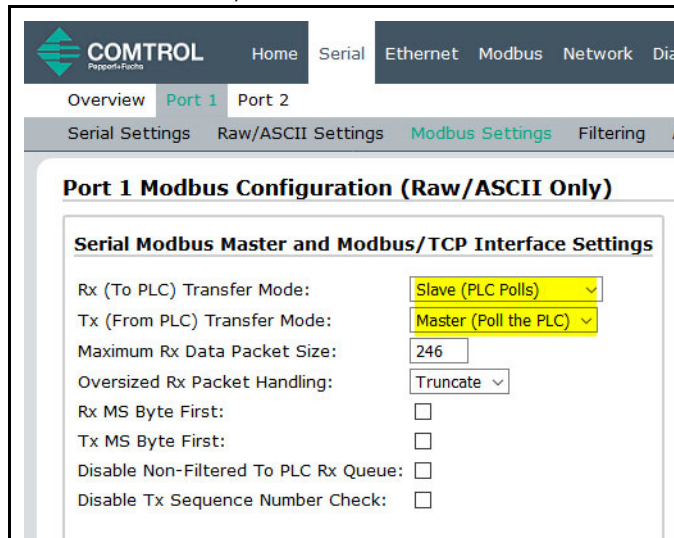 COMTROL Home Serial Ethernet Modbus Network Dia
Pepperl+Fuchs
Overview Port 1 Port 2
Serial Settings Raw/ASCII Settings Modbus Settings Filtering
Port 1 Modbus Configuration (Raw/ASCII Only)
Serial Modbus Master and Modbus/TCP Interface Settings
Rx (To PLC) Transfer Mode: Slave (PLC Polls)
Tx (From PLC) Transfer Mode: Master (Poll the PLC)
Maximum Rx Data Packet Size: 246
Oversized Rx Packet Handling: Truncate
Rx MS Byte First:
Tx MS Byte First:
Disable Non-Filtered To PLC Rx Queue:
Disable Tx Sequence Number Check: